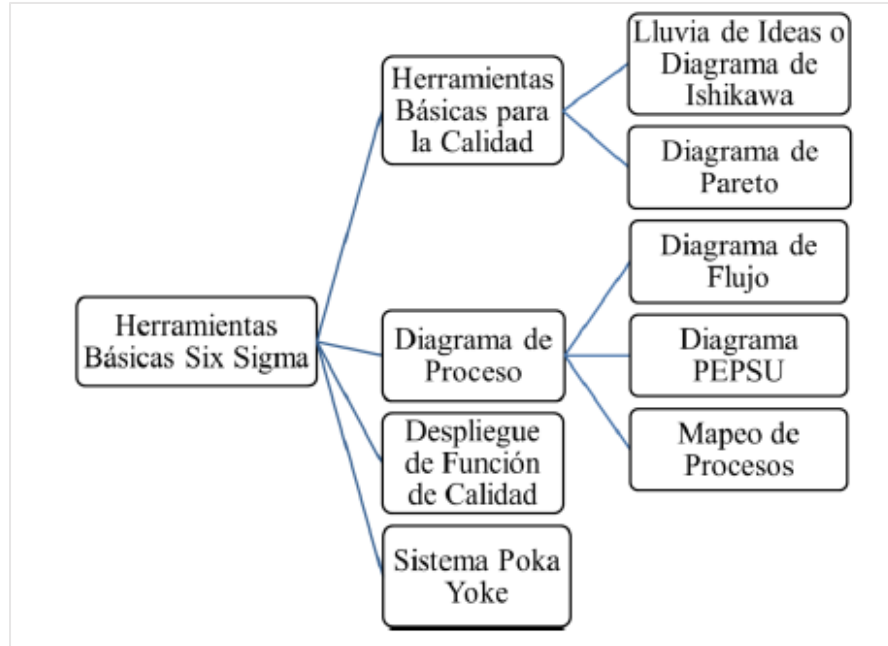 Herramientas
Básicas Six Sigma
Herramientas
Básicas para
la Calidad
Lluvia de Ideas o
Diagrama de
Ishikawa
Diagrama de
Pareto
Diagrama de
Proceso
Diagrama de
Flujo
Diagrama
PEPSU
Mapeo de
Procesos
Despliegue
de Función
de Calidad
Sistema Poka
Yoke